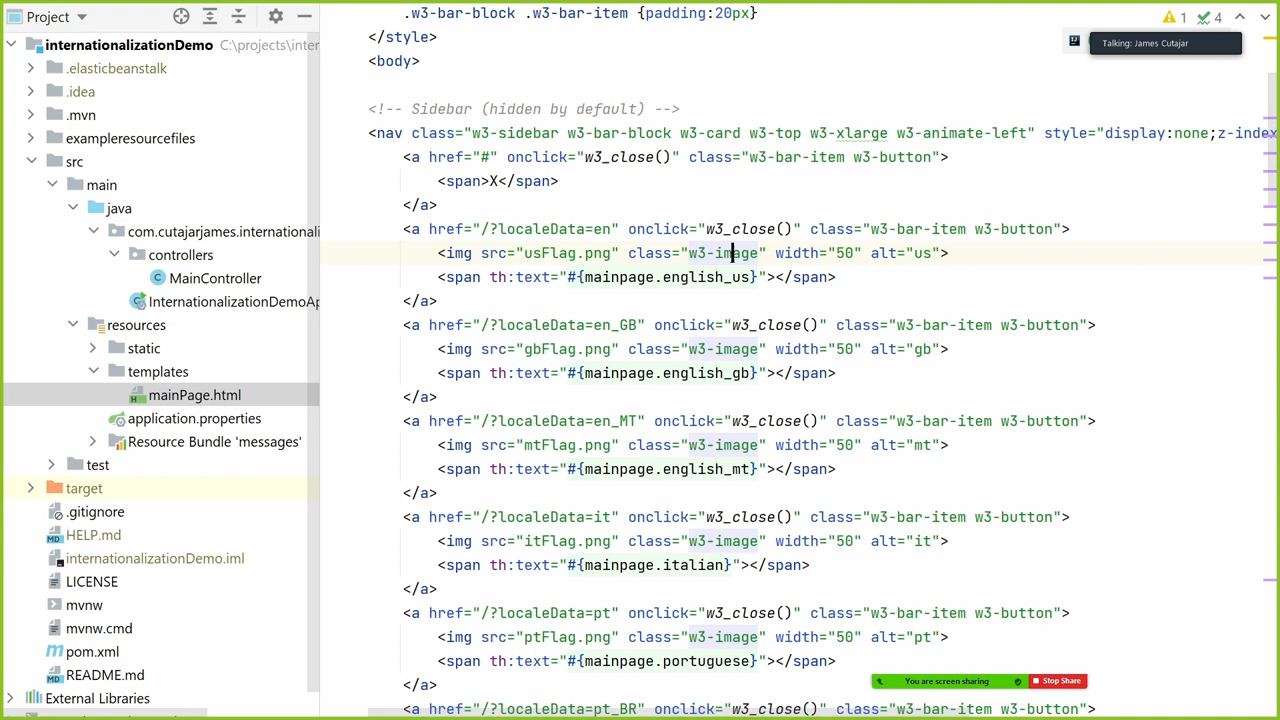 Project
internationalizationDemo C:\projects\inter
.elasticbeanstalk
.idea
.mvn
exampleresourcefiles
src
main
java
com.cutajarjames.internationali
controllers
MainController
InternationalizationDemoAp
resources
static
templates
mainPage.html
application.properties
Resource Bundle 'messages'
test
target
.gitignore
HELP.md
internationalizationDemo.iml
LICENSE
mvnw
mvnw.cmd
pom.xml
README.md
External Libraries
.w3-bar-block .w3-bar-item {padding:20px}
</style>
<body>
<!-- Sidebar (hidden by default) -->
<nav class="w3-sidebar w3-bar-block w3-card w3-top w3-xlarge w3-animate-left" style="display:none;z-index
<a href="#" onclick="w3_close()" class="w3-bar-item w3-button">
<span>X</span>
</a>
<a href="/?localeData=en" onclick="w3_close()" class="w3-bar-item w3-button">
<img src="usFlag.png" class="w3-image" width="50" alt="us">
<span th:text="#{mainpage.english_us}"></span>
</a>
<a href="/?localeData=en_GB" onclick="w3_close()" class="w3-bar-item w3-button">
<img src="gbFlag.png" class="w3-image" width="50" alt="gb">
<span th:text="#{mainpage.english_gb}"></span>
</a>
<a href="/?localeData=en_MT" onclick="w3_close()" class="w3-bar-item w3-button">
<img src="mtFlag.png" class="w3-image" width="50" alt="mt">
<span th:text="#{mainpage.english_mt}"></span>
</a>
<a href="/?localeData=it" onclick="w3_close()" class="w3-bar-item w3-button">
<img src="itFlag.png" class="w3-image" width="50" alt="it">
<span th:text="#{mainpage.italian}"></span>
</a>
<a href="/?localeData=pt" onclick="w3_close()" class="w3-bar-item w3-button">
<img src="ptFlag.png" class="w3-image" width="50" alt="pt">
<span th:text="#{mainpage.portuguese}"></span>
</a>
<a href="/?localeData=pt_BR" onclick="w3_close()" class="w3-bar-item w3-button">
1 4
Talking: James Cutajar
You are screen sharing
Stop Share